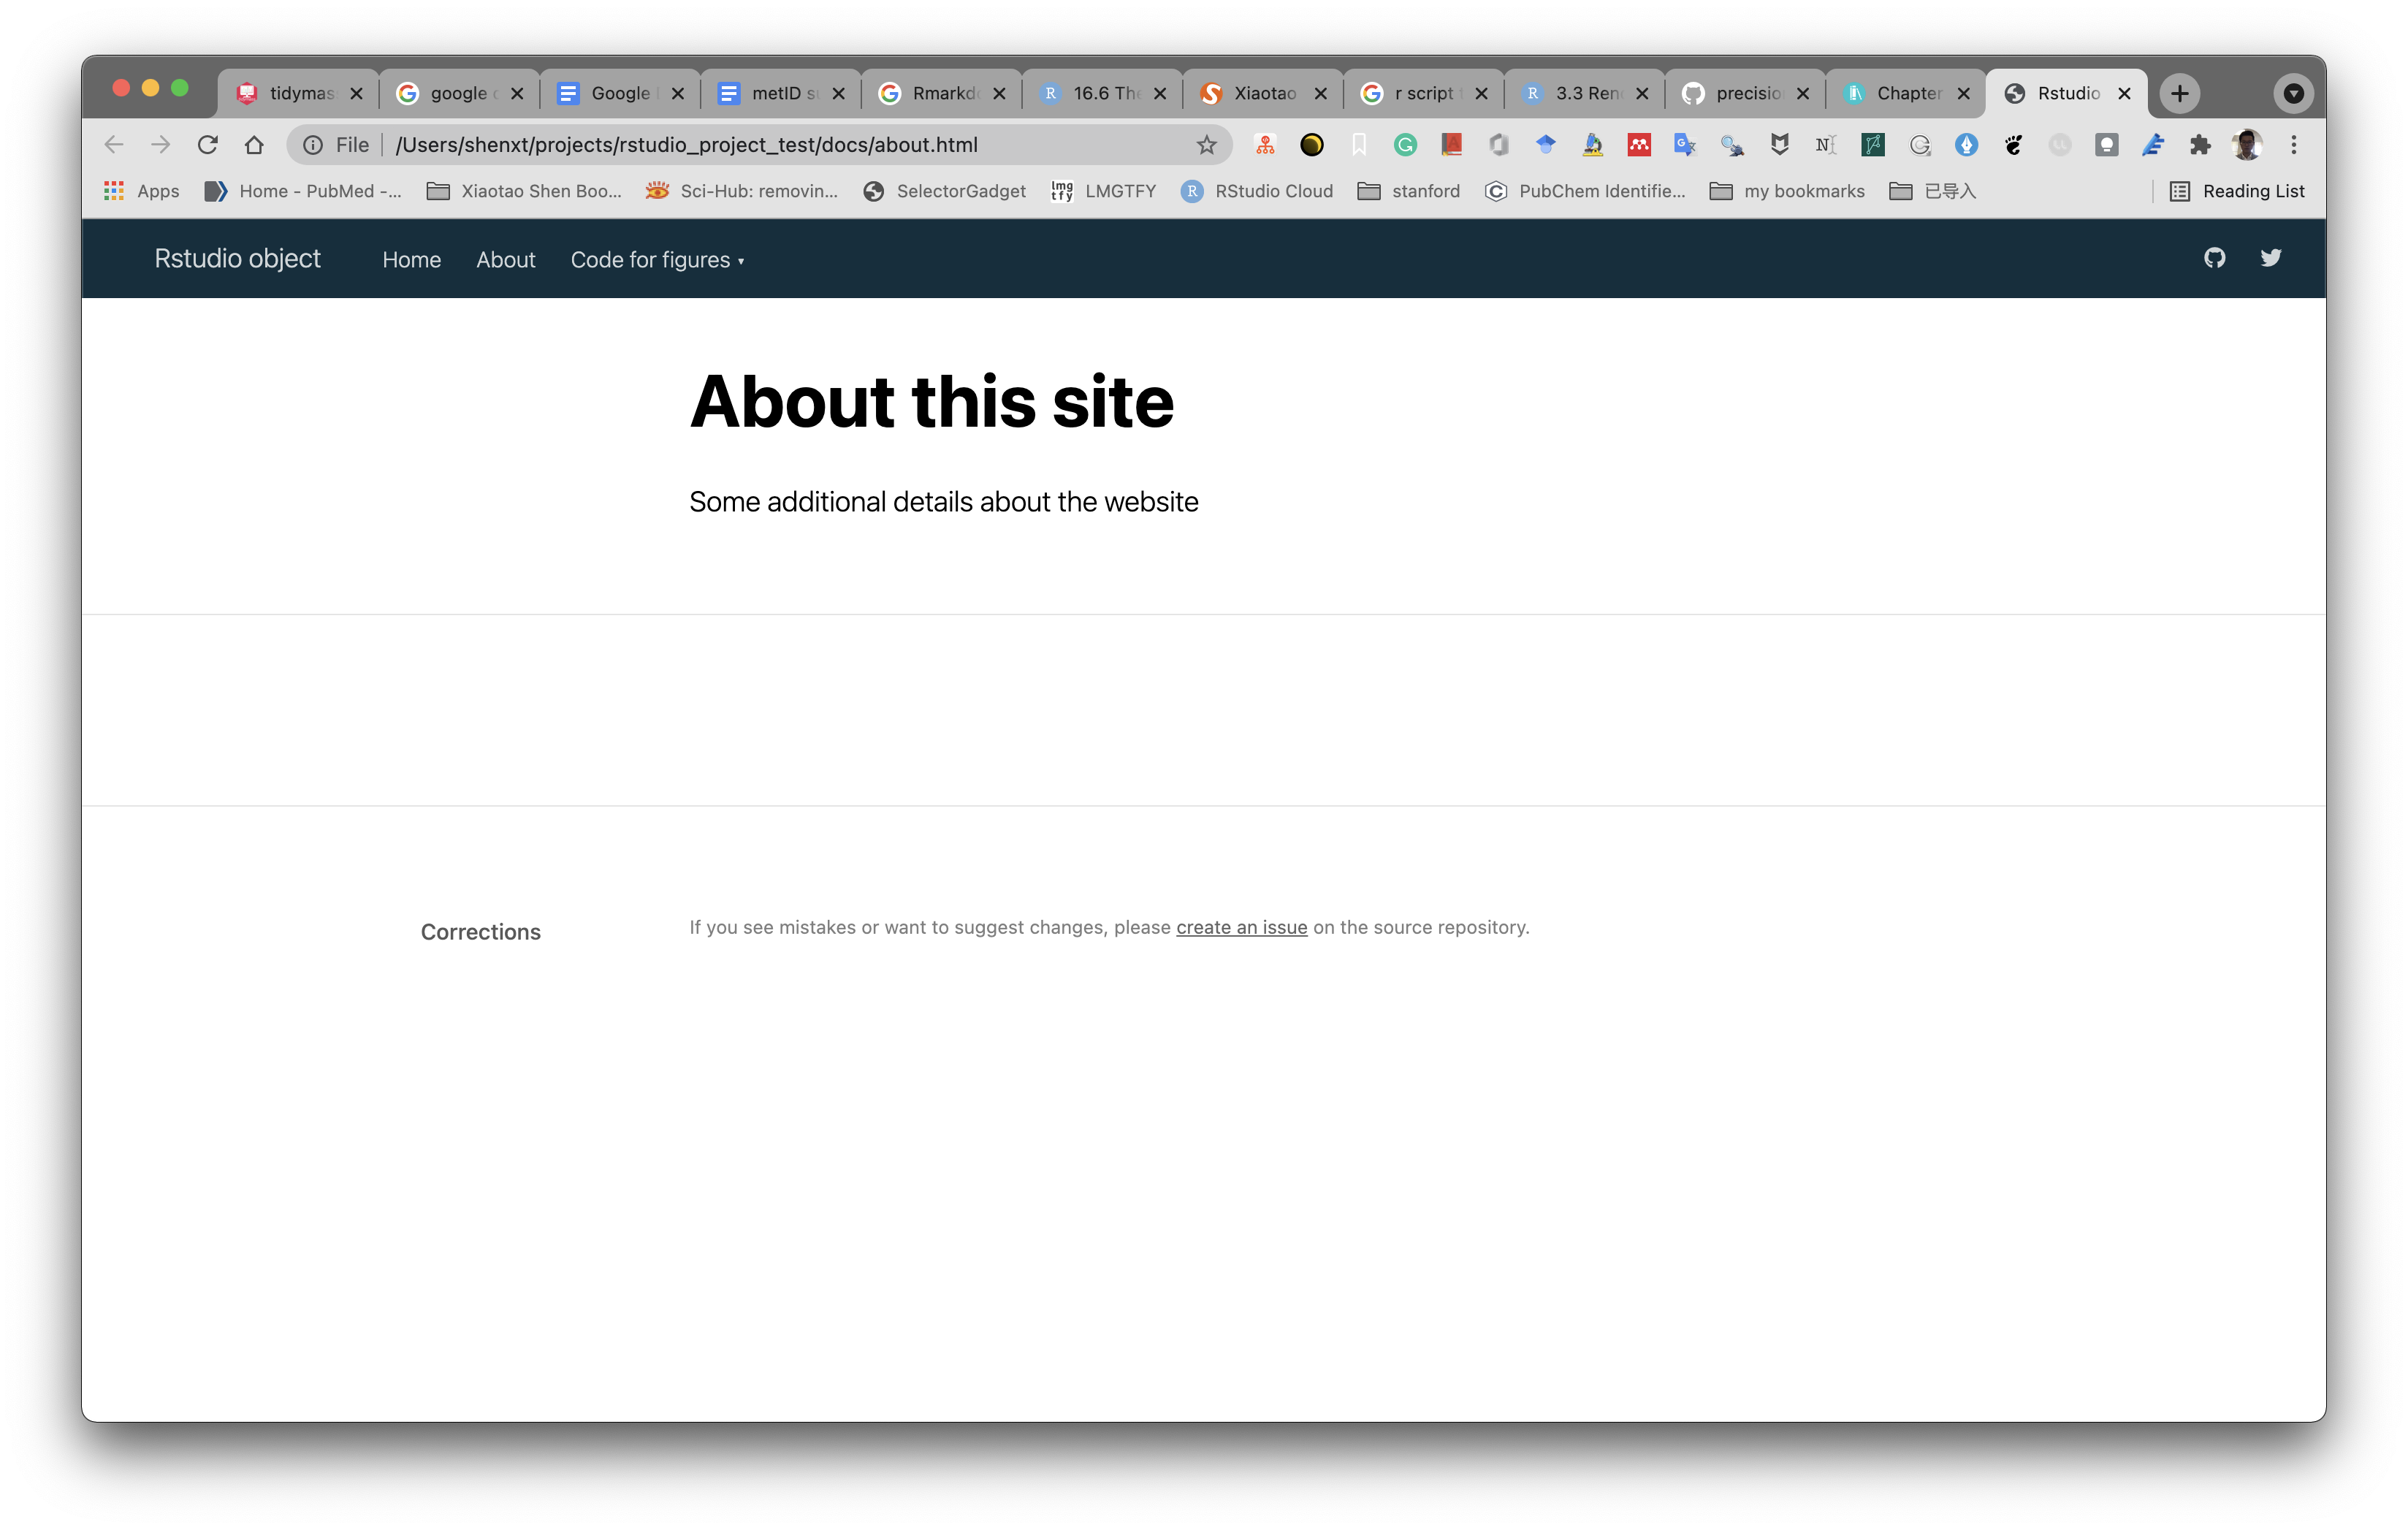 tidymas google Google metID Rmarkd 16.6 The Xiaotao r script 3.3 Ren precisio Chapter Rstudio
File /Users/shenxt/projects/rstudio_project_test/docs/about.html
Apps Home - PubMed -... Xiaotao Shen Boo... Sci-Hub: removin... SelectorGadget lmg tfy LMGTFY RStudio Cloud stanford PubChem Identifie... my bookmarks 已导入 Reading List
Rstudio object Home About Code for figures
About this site
Some additional details about the website
Corrections If you see mistakes or want to suggest changes, please create an issue on the source repository.